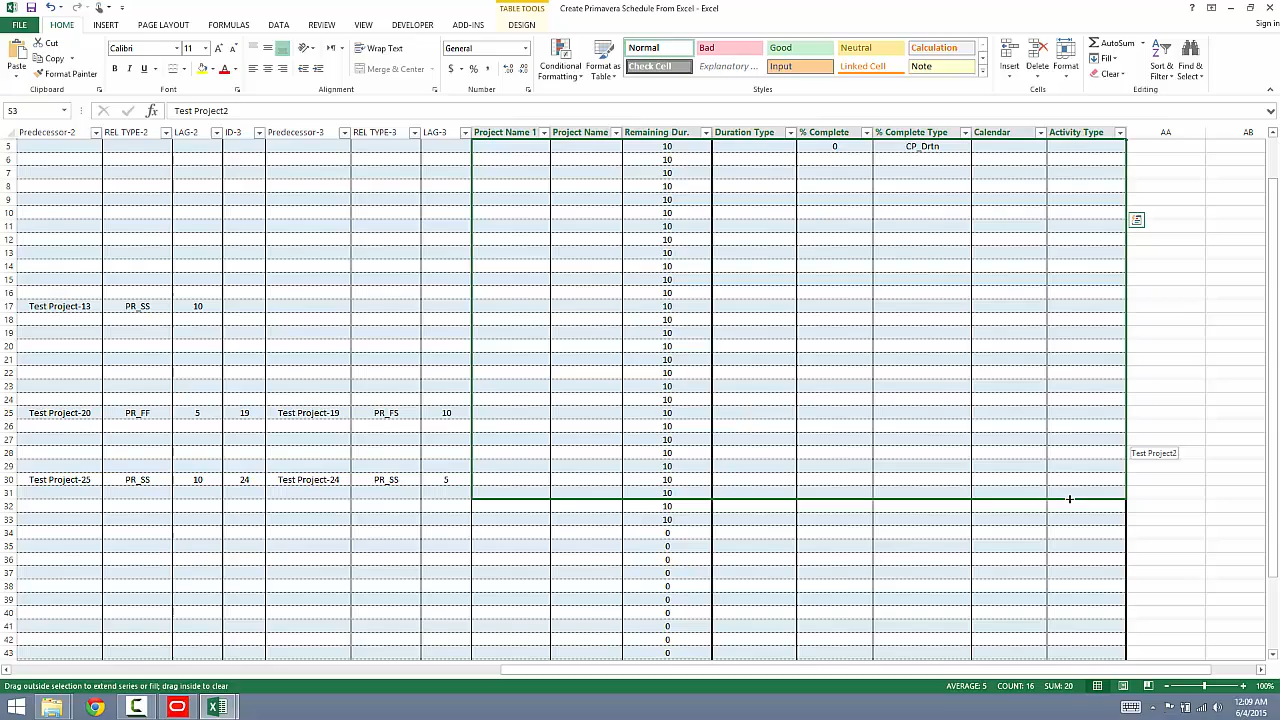 TABLE TOOLS
Create Primavera Schedule From Excel - Excel
FILE HOME INSERT PAGE LAYOUT FORMULAS DATA REVIEW VIEW DEVELOPER ADD-INS DESIGN Sign in
Paste Cut Copy Format Painter
Calibri 11 B I U
Wrap Text Merge & Center
General $ % ,
Conditional Formatting Format as Table
Normal Bad Good Neutral Calculation
Check Cell Explanatory ... Input Linked Cell Note
Insert Delete Format
AutoSum Fill Clear Sort & Filter Find & Select
Clipboard Font Alignment Number Styles Cells Editing
S3 fx Test Project2
Predecessor-2 REL TYPE-2 LAG-2 ID-3 Predecessor-3 REL TYPE-3 LAG-3 Project Name 1 Project Name Remaining Dur. Duration Type % Complete % Complete Type Calendar Activity Type AA AB
5 10 0 CP_Drtn
6 10
7 10
8 10
9 10
10 10
11 10
12 10
13 10
14 10
15 10
16 10
17 Test Project-13 PR_SS 10 10
18 10
19 10
20 10
21 10
22 10
23 10
24 10
25 Test Project-20 PR_FF 5 19 Test Project-19 PR_FS 10 10
26 10
27 10
28 10 Test Project2
29 10
30 Test Project-25 PR_SS 10 24 Test Project-24 PR_SS 5 10
31 10
32 10
33 10
34 0
35 0
36 0
37 0
38 0
39 0
40 0
41 0
42 0
43 0
Drag outside selection to extend series or fill; drag inside to clear AVERAGE: 5 COUNT: 16 SUM: 20 100%
12:09 AM
6/4/2015